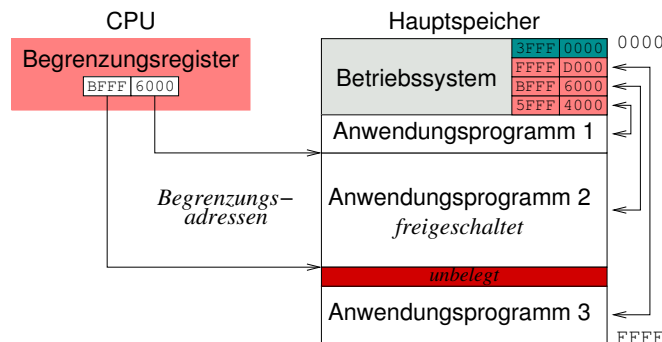 CPU
Hauptspeicher
Begrenzungsregister
BFFF 6000
Betriebssystem
3FFF 0000
FFFF D000
BFFF 6000
5FFF 4000
0000
Anwendungsprogramm 1
Begrenzungs–
adressen
Anwendungsprogramm 2
freigeschaltet
unbelegt
Anwendungsprogramm 3
FFFF